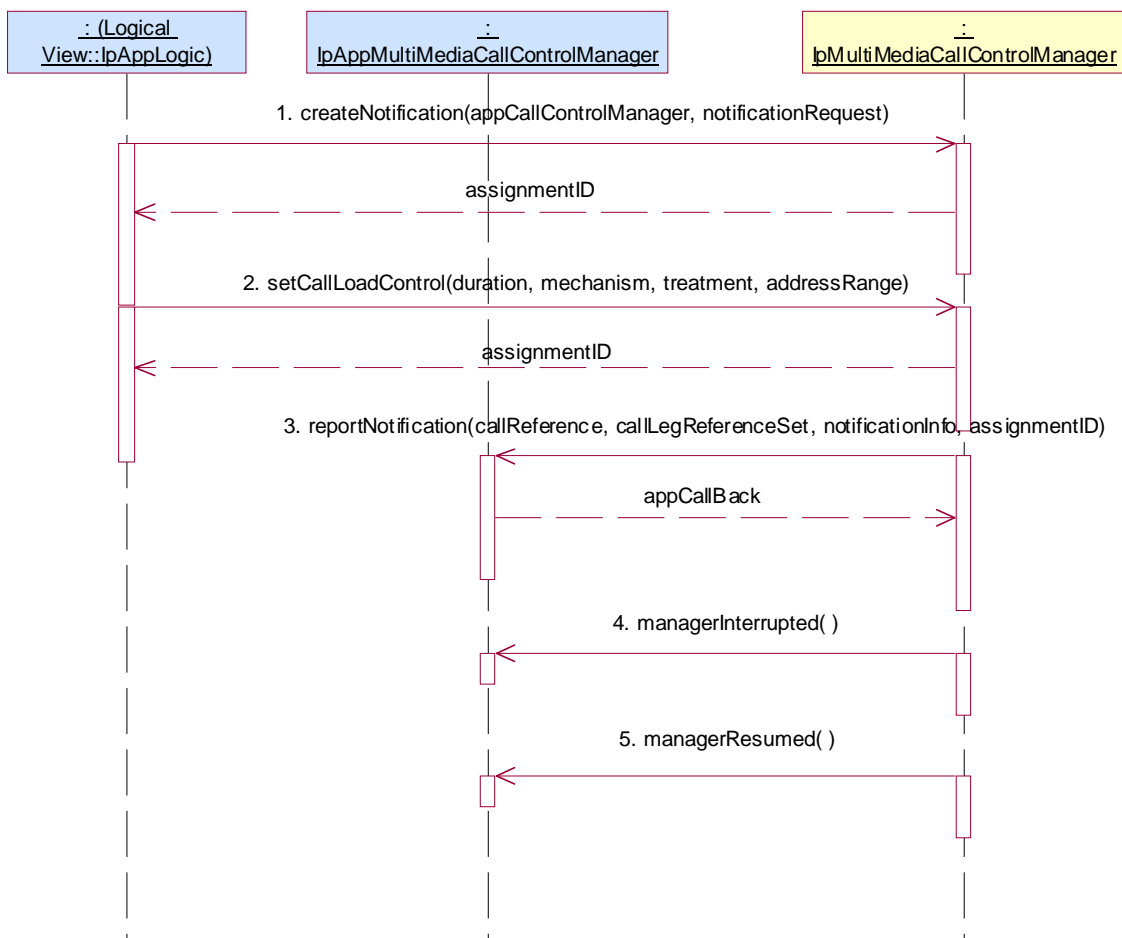 : (Logical
View::IpAppLogic)
:
IpAppMultiMediaCallControlManager
:
IpMultiMediaCallControlManager
1. createNotification(appCallControlManager, notificationRequest)
assignmentID
2. setCallLoadControl(duration, mechanism, treatment, addressRange)
assignmentID
3. reportNotification(callReference, callLegReferenceSet, notificationInfo, assignmentID)
appCallBack
4. managerInterrupted( )
5. managerResumed( )